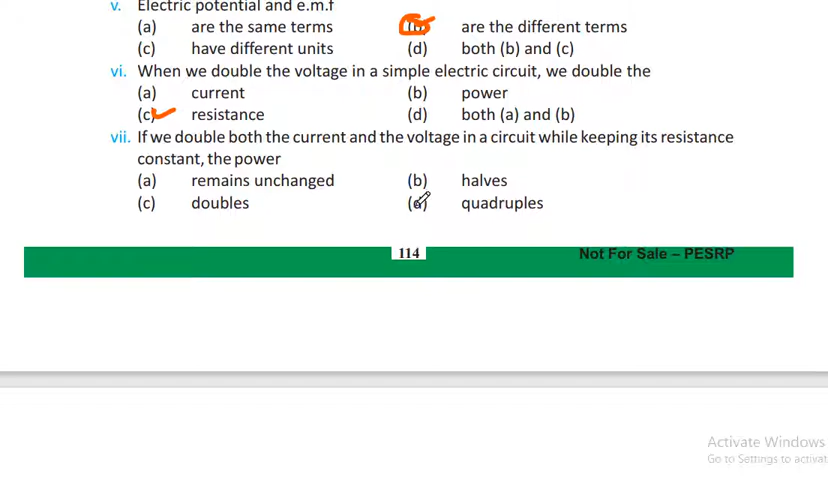 v. Electric potential and e.m.f
(a) are the same terms (b) are the different terms
(c) have different units (d) both (b) and (c)
vi. When we double the voltage in a simple electric circuit, we double the
(a) current (b) power
(c) resistance (d) both (a) and (b)
vii. If we double both the current and the voltage in a circuit while keeping its resistance
constant, the power
(a) remains unchanged (b) halves
(c) doubles (d) quadruples
114 Not For Sale – PESRP
Activate Windows
Go to Settings to activat